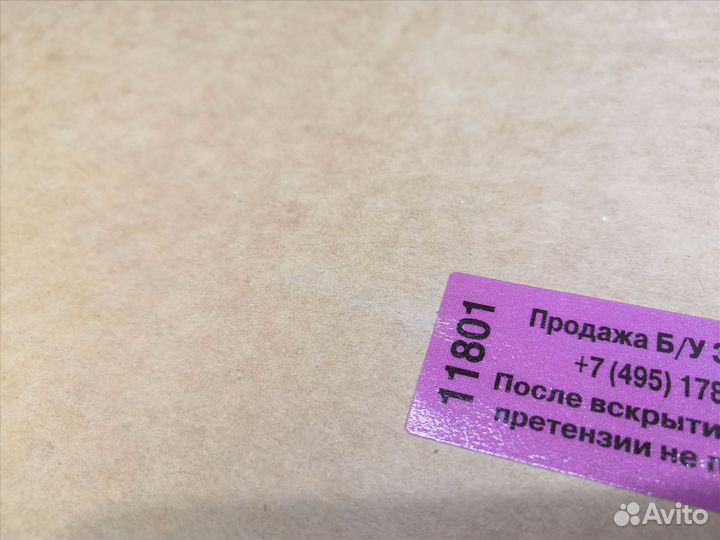 11801
Продажа Б/У
+7 (495) 178
После вскрыти
претензии не
Avito